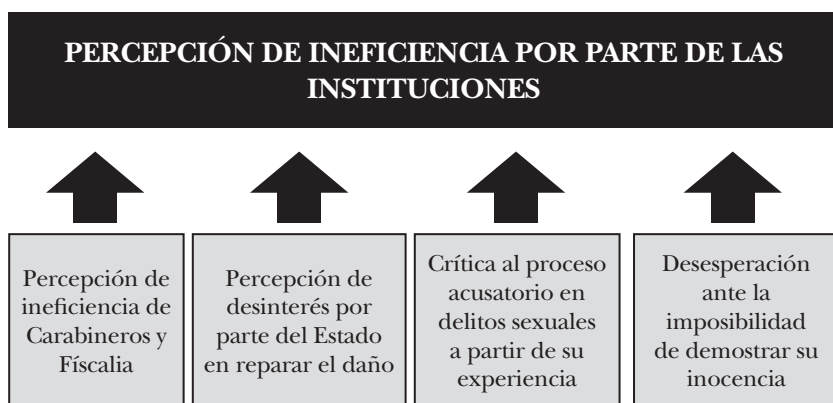 PERCEPCIÓN DE INEFICIENCIA POR PARTE DE LAS
INSTITUCIONES
Percepción de
ineficiencia de
Carabineros y
Físcalia
Percepción de
desinterés por
parte del Estado
en reparar el daño
Crítica al proceso
acusatorio en
delitos sexuales
a partir de su
experiencia
Desesperación
ante la
imposibilidad
de demostrar su
inocencia